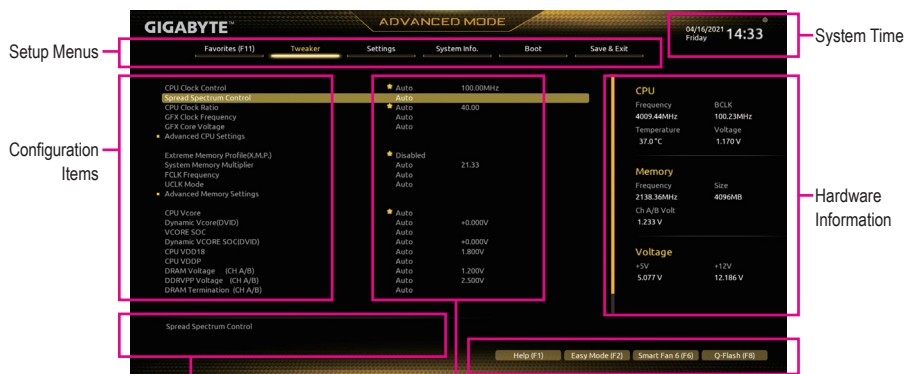 GIGABYTE™
ADVANCED MODE
04/16/2021
Friday
14:33
System Time
Setup Menus
Favorites (F11) Tweaker Settings System Info. Boot Save & Exit
Configuration
Items
CPU Clock Control Auto 100.00MHz
Spread Spectrum Control Auto
CPU Clock Ratio Auto 40.00
GFX Clock Frequency Auto
GFX Core Voltage Auto
Advanced CPU Settings
Extreme Memory Profile(X.M.P.) Disabled
System Memory Multiplier Auto 21.33
FCLK Frequency Auto
UCLK Mode Auto
Advanced Memory Settings
CPU Vcore Auto
Dynamic Vcore(DVID) Auto +0.000V
VCORE SOC Auto
Dynamic VCORE SOC(DVID) Auto +0.000V
CPU VDD18 Auto 1.800V
CPU VDDP Auto
DRAM Voltage (CH A/B) Auto 1.200V
DDRVPP Voltage (CH A/B) Auto 2.500V
DRAM Termination (CH A/B) Auto
CPU
Frequency BCLK
4009.44MHz 100.23MHz
Temperature Voltage
37.0 °C 1.170 V
Memory
Frequency Size
2138.36MHz 4096MB
Ch A/B Volt
1.233 V
Voltage
+5V +12V
5.077 V 12.186 V
Hardware
Information
Spread Spectrum Control
Help (F1) Easy Mode (F2) Smart Fan 6 (F6) Q-Flash (F8)